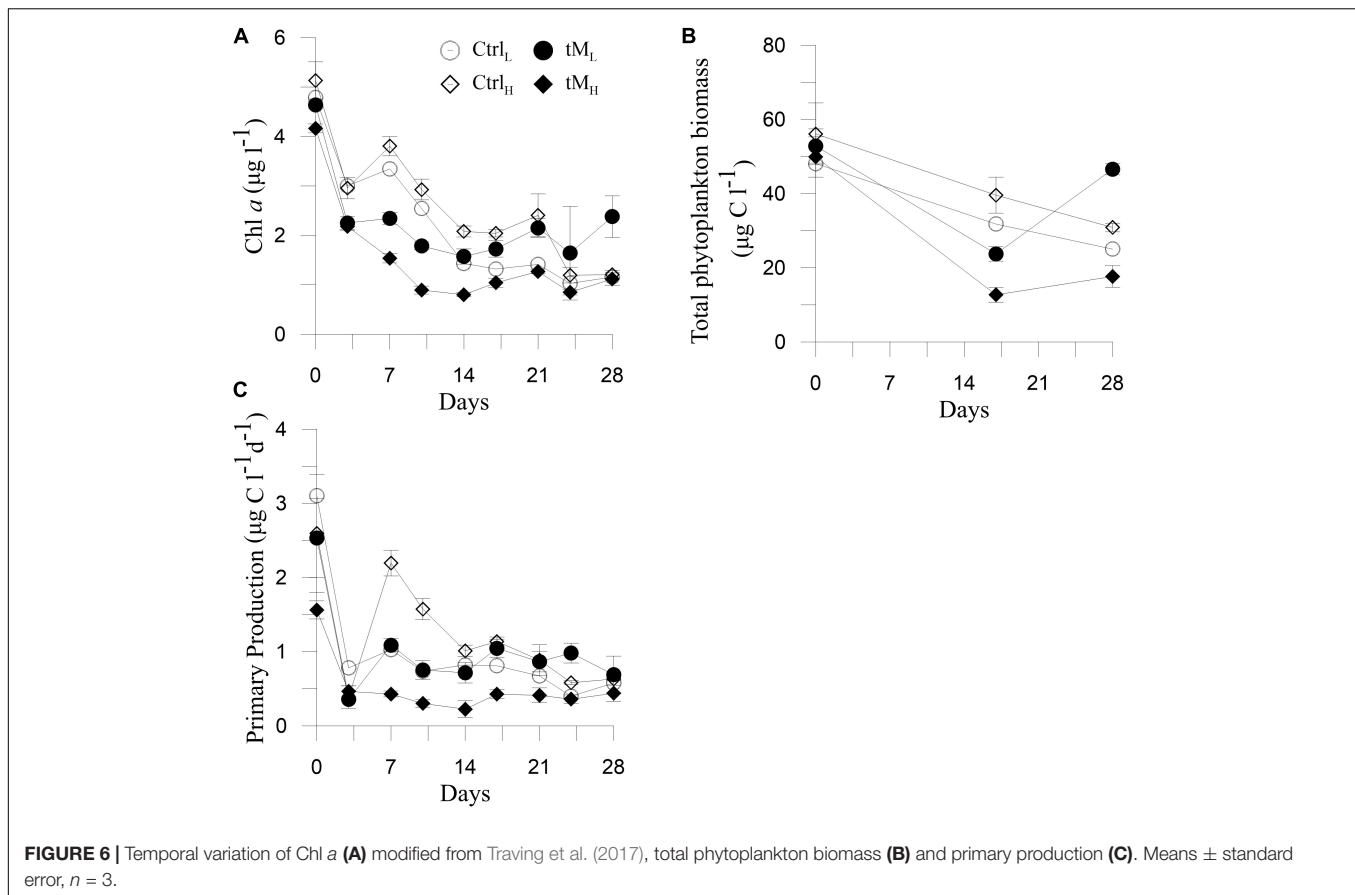 A
6
4
2
0
Chl a (µg l⁻¹)
0 7 14 21 28
Days
Ctrl_L tM_L
Ctrl_H tM_H
B
80
60
40
20
0
Total phytoplankton biomass
(µg C l⁻¹)
0 7 14 21 28
Days
C
4
3
2
1
0
Primary Production (µg C l⁻¹d⁻¹)
0 7 14 21 28
Days
FIGURE 6 | Temporal variation of Chl a (A) modified from Traving et al. (2017), total phytoplankton biomass (B) and primary production (C). Means ± standard
error, n = 3.